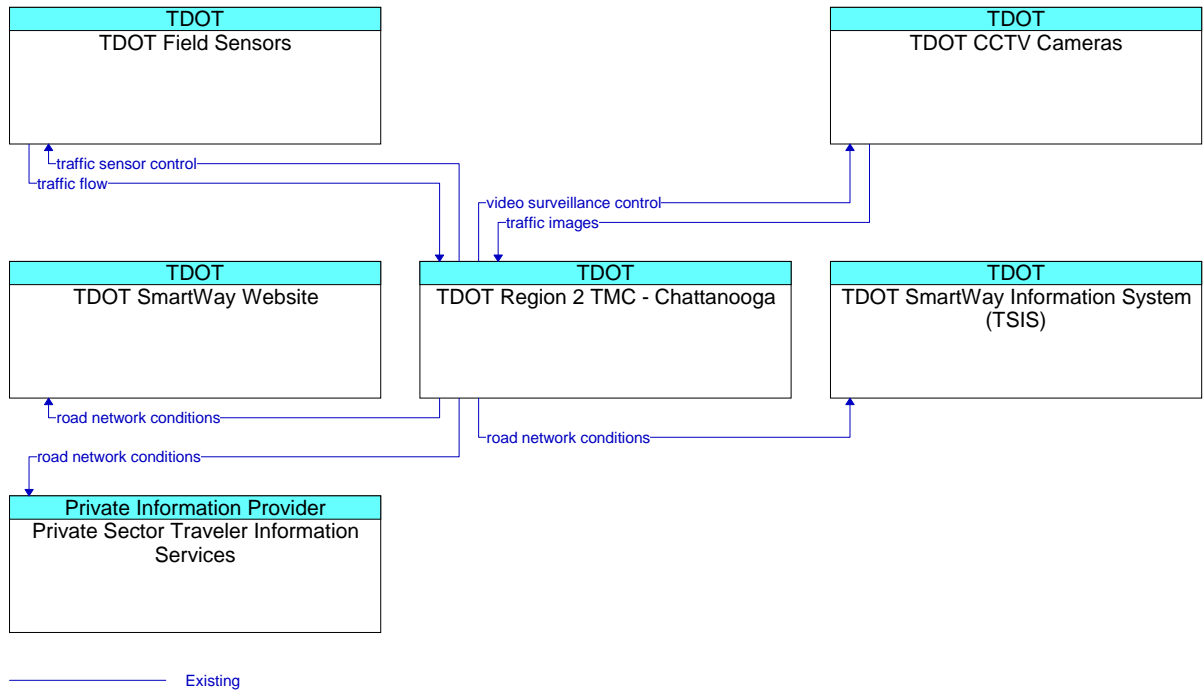 TDOT
TDOT Field Sensors
TDOT
TDOT CCTV Cameras
traffic sensor control
traffic flow
video surveillance control
traffic images
TDOT
TDOT SmartWay Website
TDOT
TDOT Region 2 TMC - Chattanooga
TDOT
TDOT SmartWay Information System
(TSIS)
road network conditions
road network conditions
road network conditions
Private Information Provider
Private Sector Traveler Information
Services
Existing